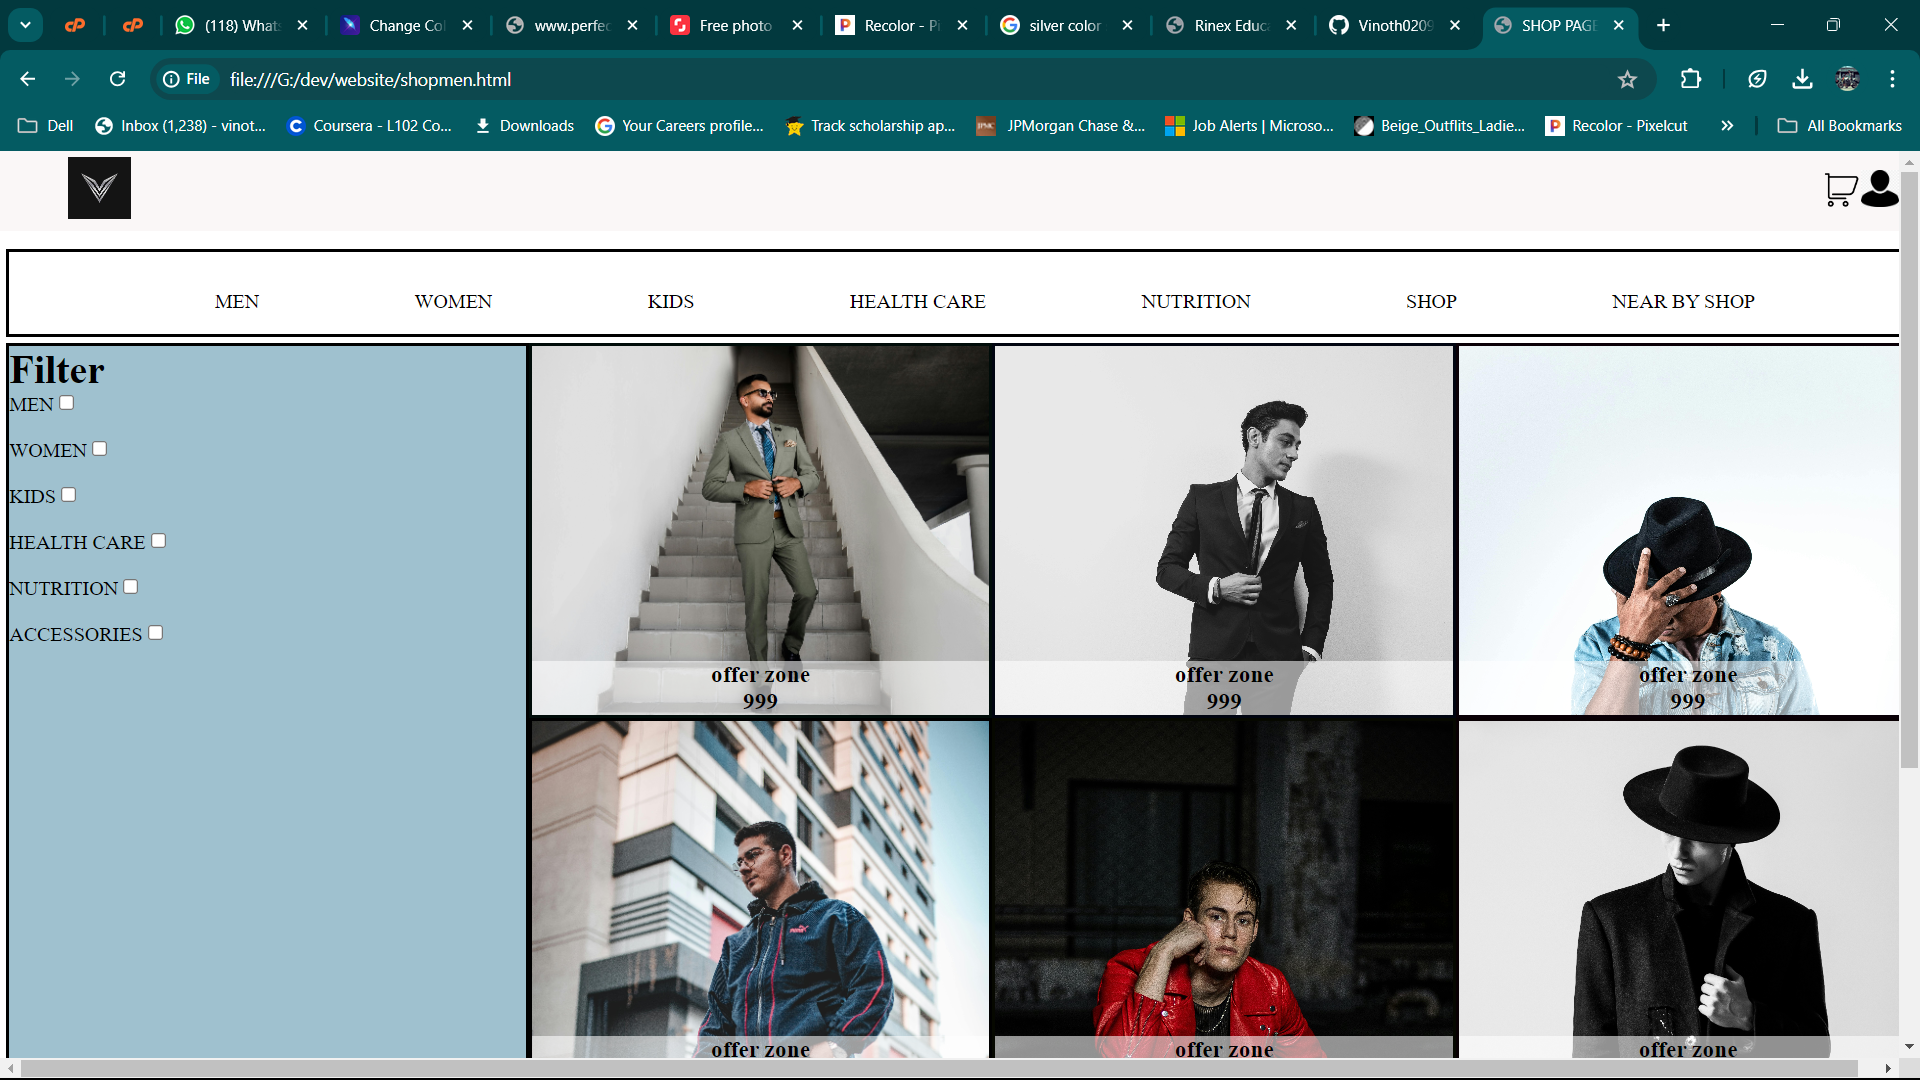 (118) Whats
Change Col
www.perfec
Free photo
Recolor - Pi
silver color
Rinex Educa
Vinoth0209
SHOP PAGE
File
file:///G:/dev/website/shopmen.html
Dell
Inbox (1,238) - vinot...
Coursera - L102 Co...
Downloads
Your Careers profile...
Track scholarship ap...
JPMorgan Chase &...
Job Alerts | Microso...
Beige_Outflits_Ladie...
Recolor - Pixelcut
All Bookmarks
MEN
WOMEN
KIDS
HEALTH CARE
NUTRITION
SHOP
NEAR BY SHOP
Filter
MEN
WOMEN
KIDS
HEALTH CARE
NUTRITION
ACCESSORIES
offer zone
999
offer zone
999
offer zone
999
offer zone
offer zone
offer zone